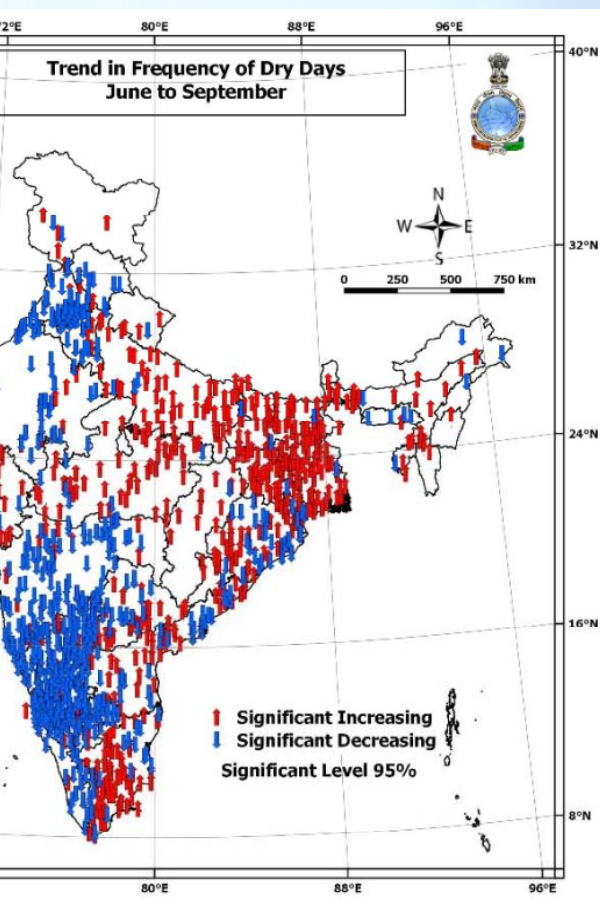 2°E 80°E 88°E 96°E
40°N
Trend in Frequency of Dry Days
June to September
N
W E
S
32°N
0 250 500 750 km
24°N
16°N
Significant Increasing
Significant Decreasing
Significant Level 95%
8°N
80°E 88°E 96°E